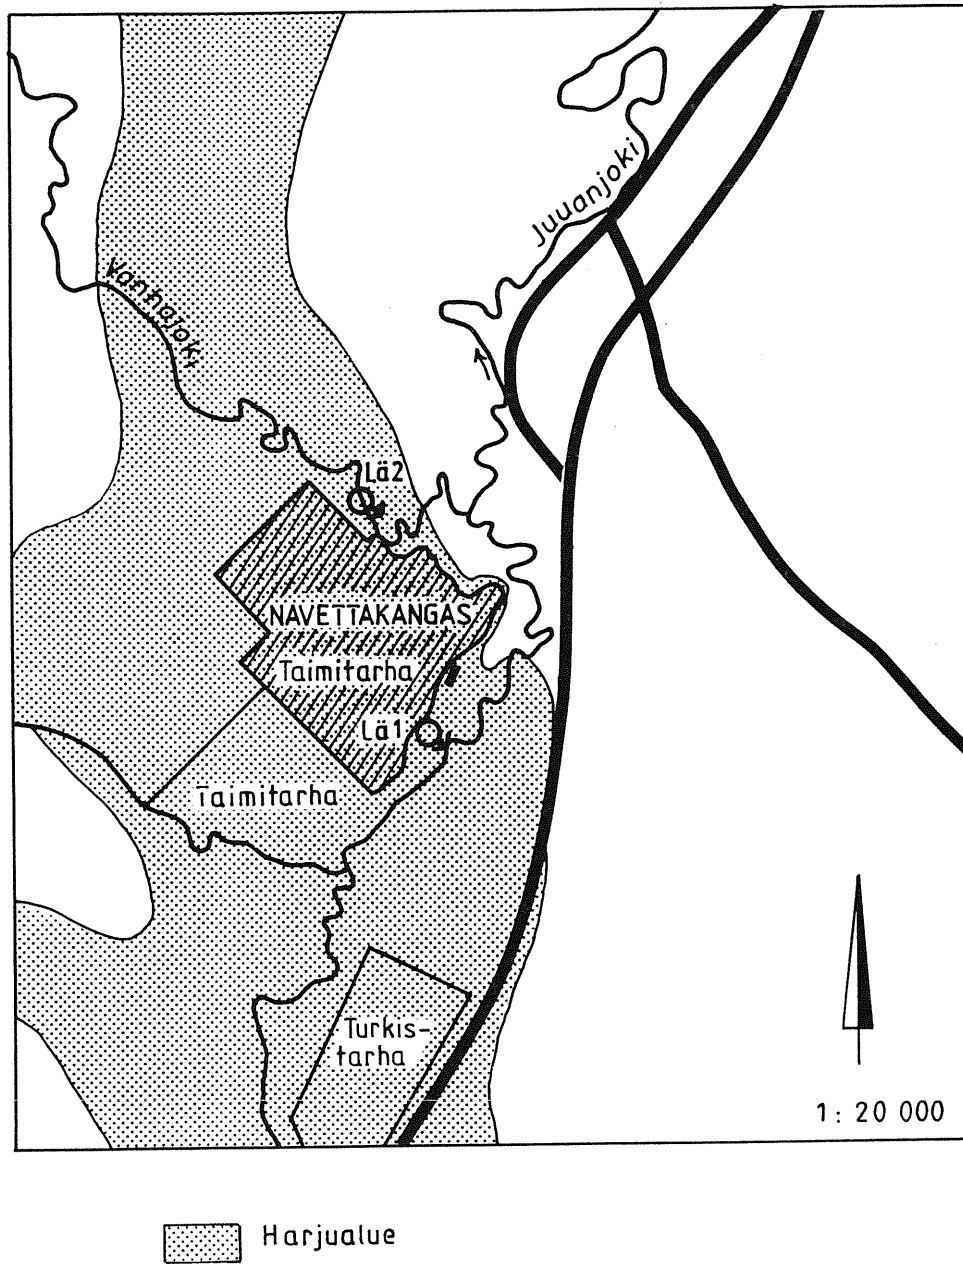 Juuanjoki
Vanhajoki
Lä2
NAVETTAKANGAS
Taimitarha
Lä1
Taimitarha
Turkis-
tarha
1: 20 000
Harjualue